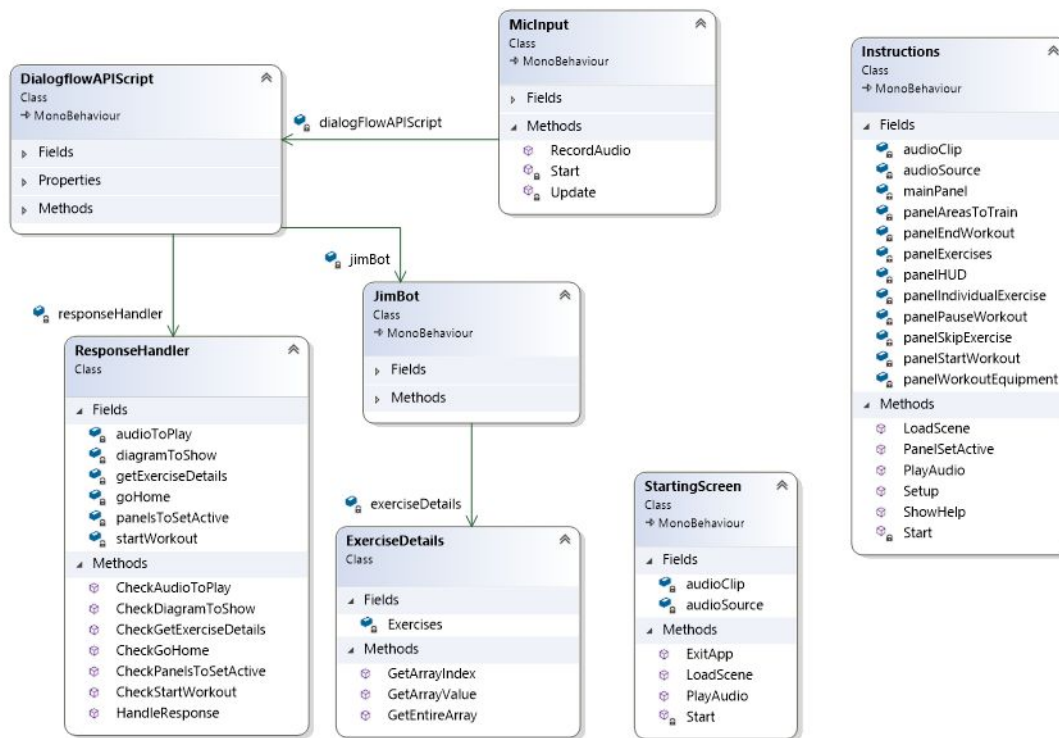 MicInput
Class
MonoBehaviour
Fields
Methods
RecordAudio
Start
Update
DialogflowAPIScript
Class
MonoBehaviour
Fields
Properties
Methods
dialogFlowAPIScript
jimBot
responseHandler
JimBot
Class
MonoBehaviour
Fields
Methods
exerciseDetails
ResponseHandler
Class
Fields
audioToPlay
diagramToShow
getExerciseDetails
goHome
panelsToSetActive
startWorkout
Methods
CheckAudioToPlay
CheckDiagramToShow
CheckGetExerciseDetails
CheckGoHome
CheckPanelsToSetActive
CheckStartWorkout
HandleResponse
ExerciseDetails
Class
Fields
Exercises
Methods
GetArrayIndex
GetArrayValue
GetEntireArray
StartingScreen
Class
MonoBehaviour
Fields
audioClip
audioSource
Methods
ExitApp
LoadScene
PlayAudio
Start
Instructions
Class
MonoBehaviour
Fields
audioClip
audioSource
mainPanel
panelAreasToTrain
panelEndWorkout
panelExercises
panelHUD
panelIndividualExercise
panelPauseWorkout
panelSkipExercise
panelStartWorkout
panelWorkoutEquipment
Methods
LoadScene
PanelSetActive
PlayAudio
Setup
ShowHelp
Start